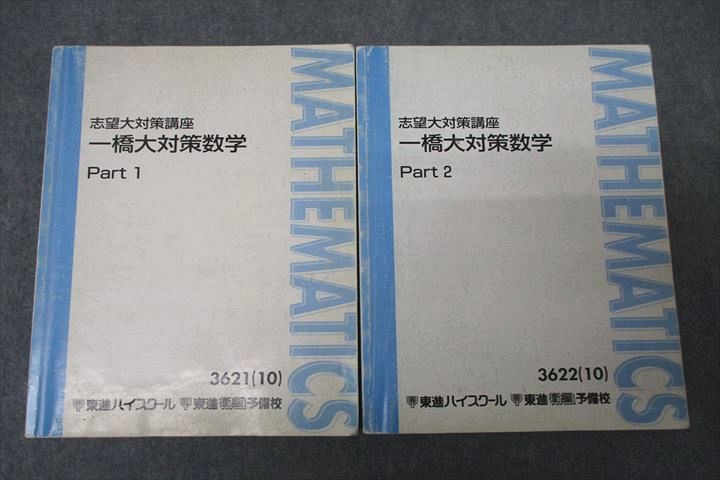 志望大対策講座
一橋大対策数学
Part 1
MATHEMATICS
3621(10)
東進ハイスクール 東進衛星予備校
志望大対策講座
一橋大対策数学
Part 2
MATHEMATICS
3622(10)
東進ハイスクール 東進衛星予備校